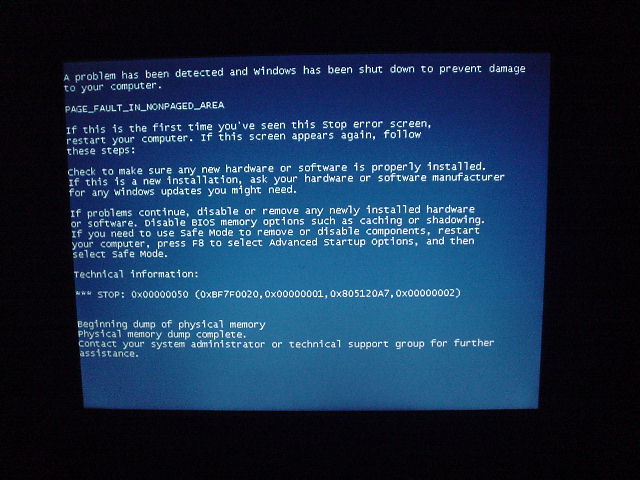 A problem has been detected and Windows has been shut down to prevent damage
to your computer.
PAGE_FAULT_IN_NONPAGED_AREA
If this is the first time you've seen this Stop error screen,
restart your computer. If this screen appears again, follow
these steps:
Check to make sure any new hardware or software is properly installed.
If this is a new installation, ask your hardware or software manufacturer
for any Windows updates you might need.
If problems continue, disable or remove any newly installed hardware
or software. Disable BIOS memory options such as caching or shadowing.
If you need to use Safe Mode to remove or disable components, restart
your computer, press F8 to select Advanced Startup Options, and then
select Safe Mode.
Technical information:
*** STOP: 0x00000050 (0xBF7F0020,0x00000001,0x805120A7,0x00000002)
Beginning dump of physical memory
Physical memory dump complete.
Contact your system administrator or technical support group for further
assistance.